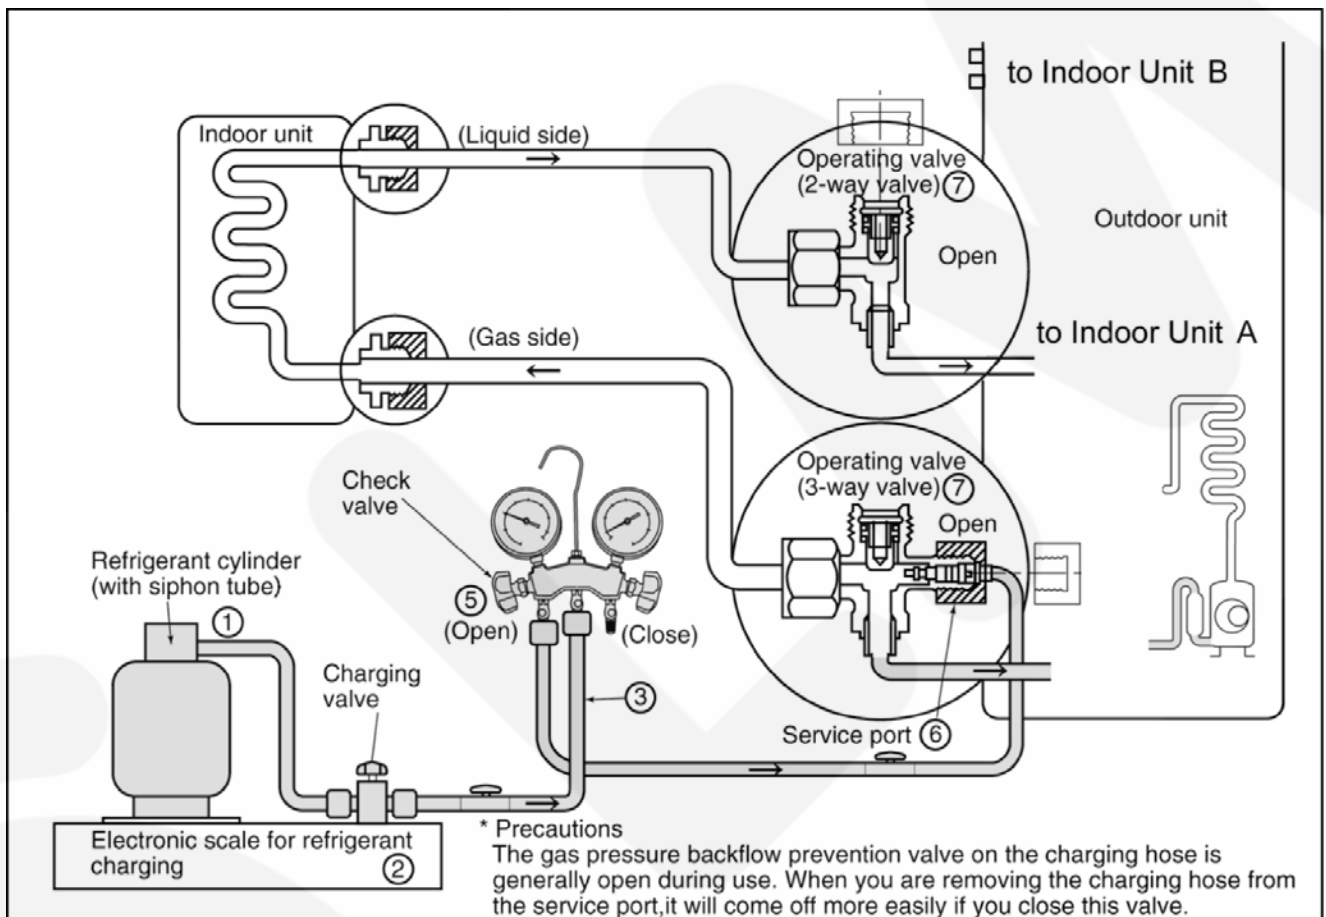 to Indoor Unit B
Indoor unit
(Liquid side)
Operating valve
(2-way valve) ⑦
Outdoor unit
Open
to Indoor Unit A
(Gas side)
Operating valve
(3-way valve) ⑦
Open
Check
valve
Refrigerant cylinder
(with siphon tube)
⑤
(Open)
(Close)
①
Charging
valve
③
Service port ⑥
Electronic scale for refrigerant
charging ②
* Precautions
The gas pressure backflow prevention valve on the charging hose is
generally open during use. When you are removing the charging hose from
the service port,it will come off more easily if you close this valve.